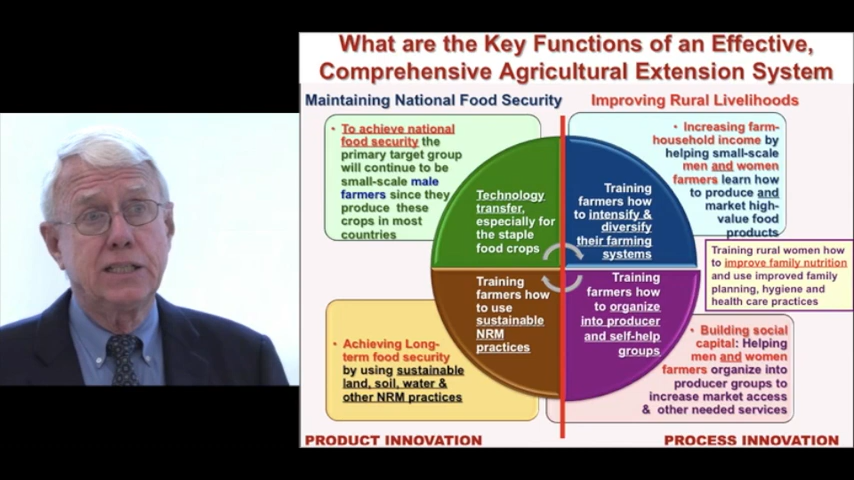 What are the Key Functions of an Effective,
Comprehensive Agricultural Extension System
Maintaining National Food Security
Improving Rural Livelihoods
• To achieve national
food security the
primary target group
will continue to be
small-scale male
farmers since they
produce these
crops in most
countries
Technology
transfer,
especially for
the staple
food crops
Training
farmers how
to intensify &
diversify
their farming
systems
• Increasing farm-
household income by
helping small-scale
men and women
farmers learn how
to produce and
market high-
value food
products
Training rural women how
to improve family nutrition
and use improved family
planning, hygiene and
health care practices
• Achieving Long-
term food security
by using sustainable
land, soil, water &
other NRM practices
Training
farmers how
to use
sustainable
NRM
practices
Training
farmers how
to organize
into producer
and self-help
groups
• Building social
capital: Helping
men and women
farmers organize into
producer groups to
increase market access
& other needed services
PRODUCT INNOVATION
PROCESS INNOVATION